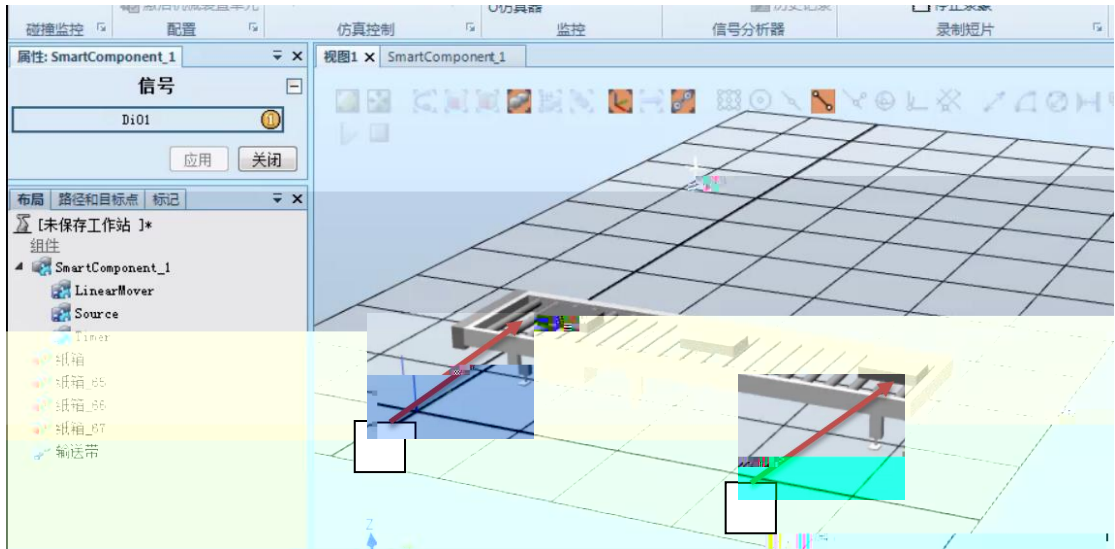 碰撞监控 配置 仿真控制 监控 信号分析器 录制短片
属性: SmartComponent_1
视图1 SmartComponent_1
信号
Di01
1
应用 关闭
布局 路径和目标点 标记
[未保存工作站 ]*
组件
SmartComponent_1
LinearMover
Source
Timer
纸箱
纸箱_65
纸箱_66
纸箱_67
输送带
Z